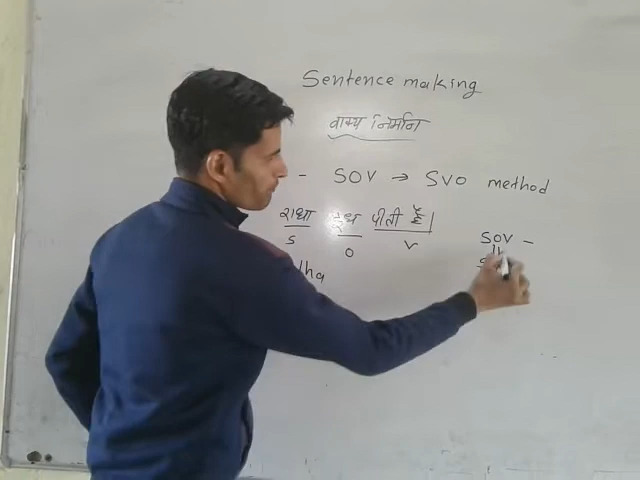 Sentence making
वाक्य निर्मान
- SOV → SVO method
राधा दूध पीती है।
S O V
SOV -